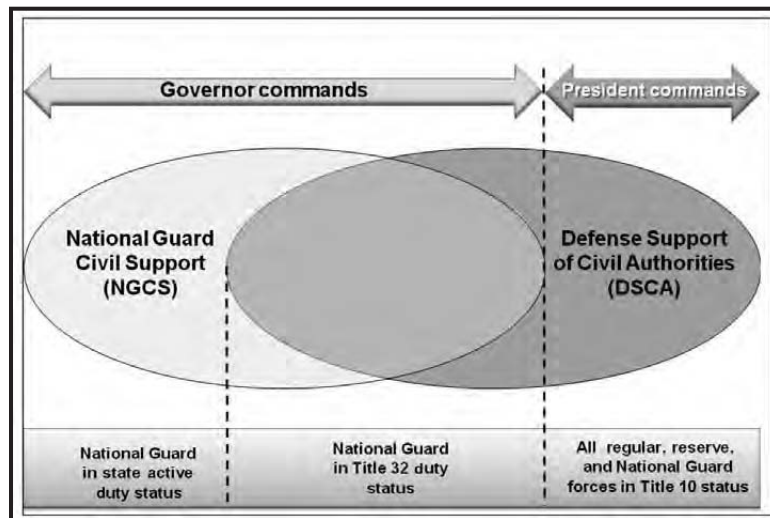 Governor commands
President commands
National Guard
Civil Support
(NGCS)
Defense Support
of Civil Authorities
(DSCA)
National Guard
in state active
duty status
National Guard
in Title 32 duty
status
All regular, reserve,
and National Guard
forces in Title 10 status